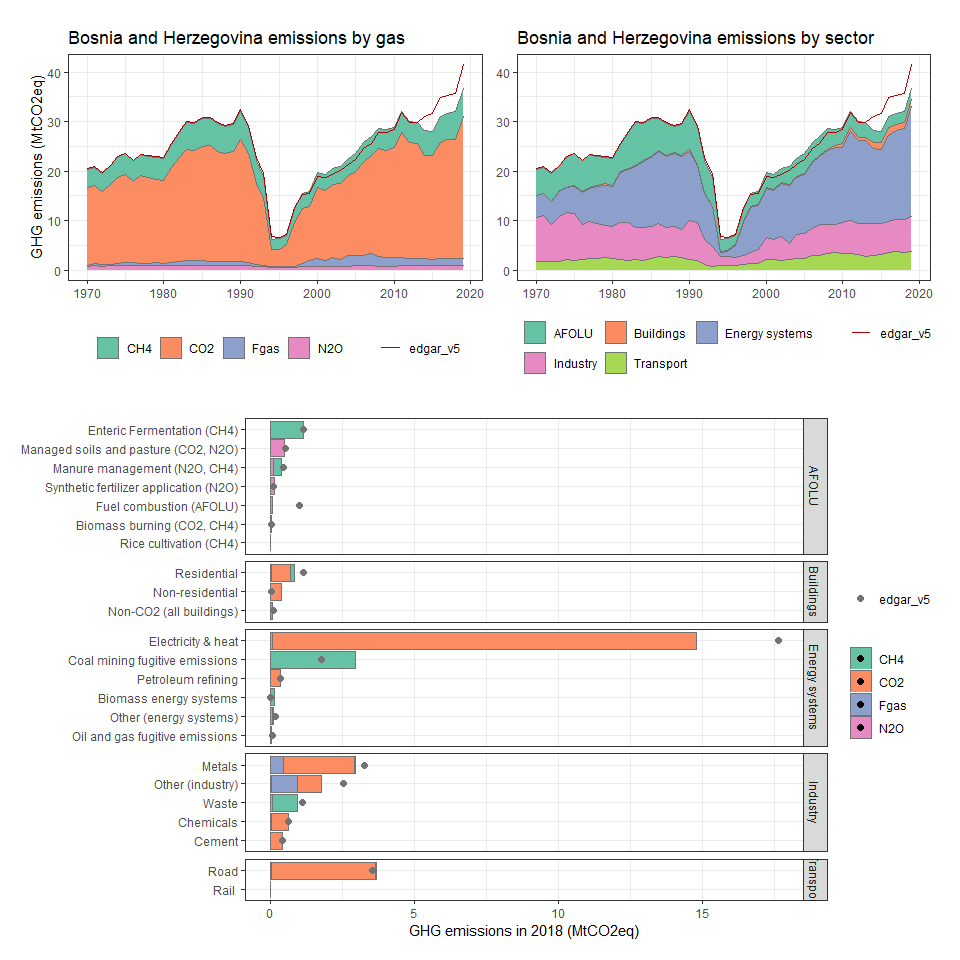 Bosnia and Herzegovina emissions by gas
GHG emissions (MtCO2eq)
40
30
20
10
0
1970 1980 1990 2000 2010 2020
CH4 CO2 Fgas N2O edgar_v5
Bosnia and Herzegovina emissions by sector
40
30
20
10
0
1970 1980 1990 2000 2010 2020
AFOLU Buildings Energy systems edgar_v5
Industry Transport
Enteric Fermentation (CH4)
Managed soils and pasture (CO2, N2O)
Manure management (N2O, CH4)
Synthetic fertilizer application (N2O)
Fuel combustion (AFOLU)
Biomass burning (CO2, CH4)
Rice cultivation (CH4)
AFOLU
Residential
Non-residential
Non-CO2 (all buildings)
Buildings
Electricity & heat
Coal mining fugitive emissions
Petroleum refining
Biomass energy systems
Other (energy systems)
Oil and gas fugitive emissions
Energy systems
Metals
Other (industry)
Waste
Chemicals
Cement
Industry
Road
Rail
Transpo
0 5 10 15
GHG emissions in 2018 (MtCO2eq)
edgar_v5
CH4
CO2
Fgas
N2O